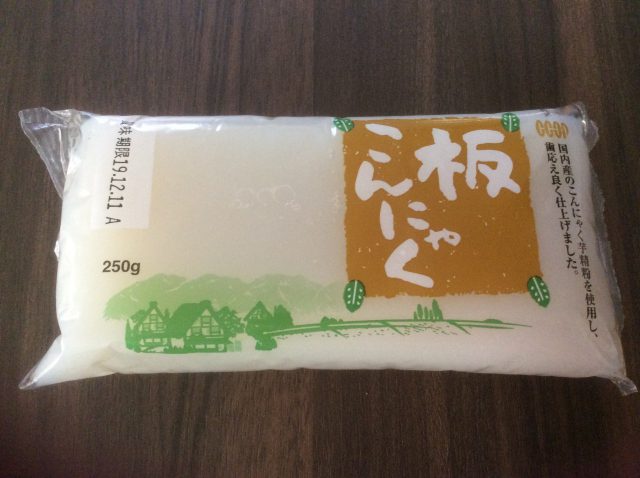 板
こんにゃく
COOP
国内産のこんにゃく芋精粉を使用し、
歯応え良く仕上げました。
味期限19.12.11 A
250g